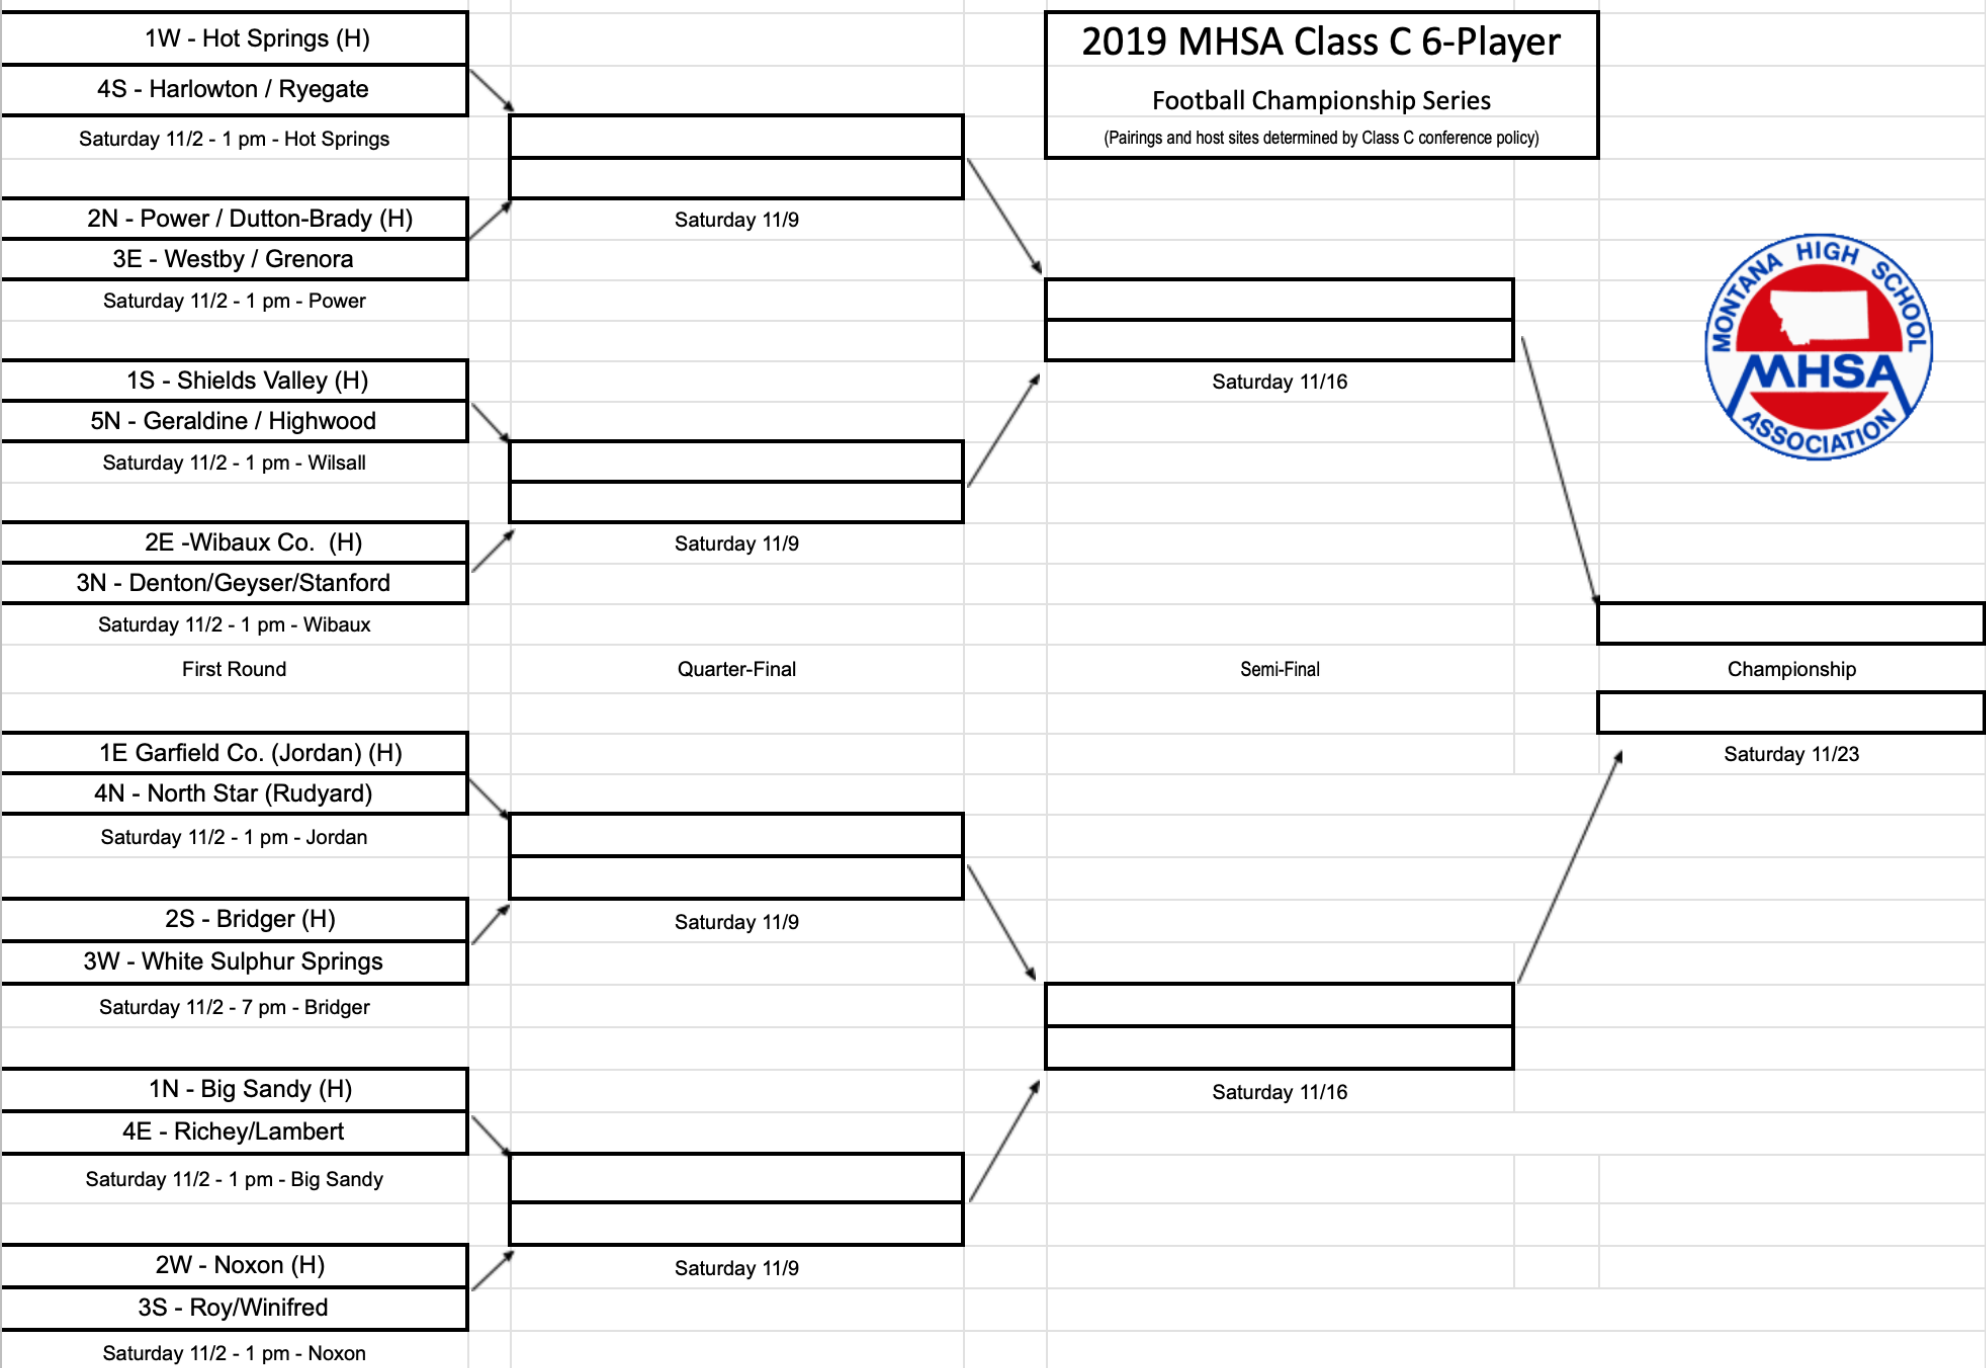 1W - Hot Springs (H)
4S - Harlowton / Ryegate
Saturday 11/2 - 1 pm - Hot Springs
2N - Power / Dutton-Brady (H)
3E - Westby / Grenora
Saturday 11/2 - 1 pm - Power
1S - Shields Valley (H)
5N - Geraldine / Highwood
Saturday 11/2 - 1 pm - Wilsall
2E -Wibaux Co.  (H)
3N - Denton/Geyser/Stanford
Saturday 11/2 - 1 pm - Wibaux
First Round
1E Garfield Co. (Jordan) (H)
4N - North Star (Rudyard)
Saturday 11/2 - 1 pm - Jordan
2S - Bridger (H)
3W - White Sulphur Springs
Saturday 11/2 - 7 pm - Bridger
1N - Big Sandy (H)
4E - Richey/Lambert
Saturday 11/2 - 1 pm - Big Sandy
2W - Noxon (H)
3S - Roy/Winifred
Saturday 11/2 - 1 pm - Noxon
Saturday 11/9
Saturday 11/9
Quarter-Final
Saturday 11/9
Saturday 11/9
2019 MHSA Class C 6-Player
Football Championship Series
(Pairings and host sites determined by Class C conference policy)
Saturday 11/16
Semi-Final
Saturday 11/16
MONTANA HIGH SCHOOL
MHSA
ASSOCIATION
Championship
Saturday 11/23